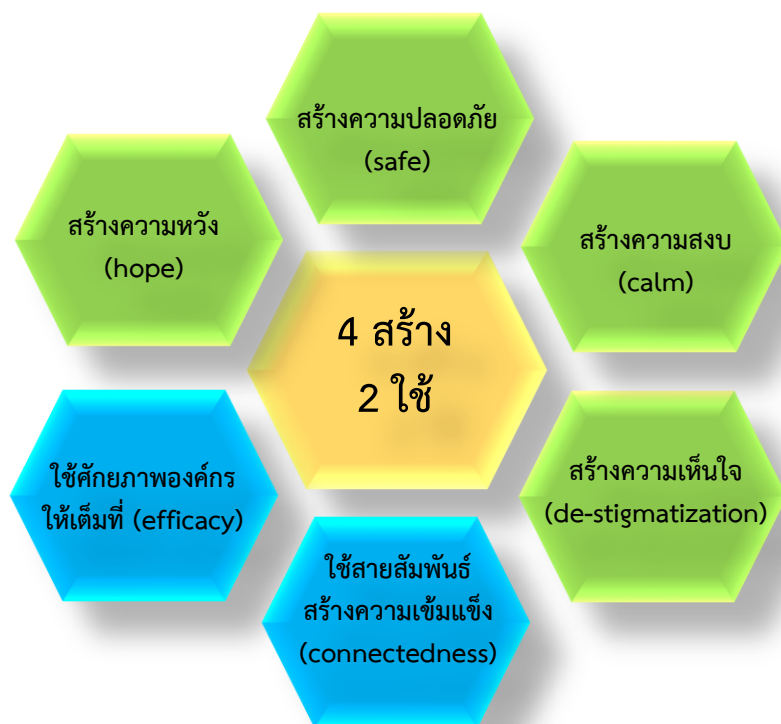 สร้างความปลอดภัย
(safe)
สร้างความหวัง
(hope)
สร้างความสงบ
(calm)
4 สร้าง
2 ใช้
ใช้ศักยภาพองค์กร
ให้เต็มที่ (efficacy)
สร้างความเห็นใจ
(de-stigmatization)
ใช้สายสัมพันธ์
สร้างความเข้มแข็ง
(connectedness)